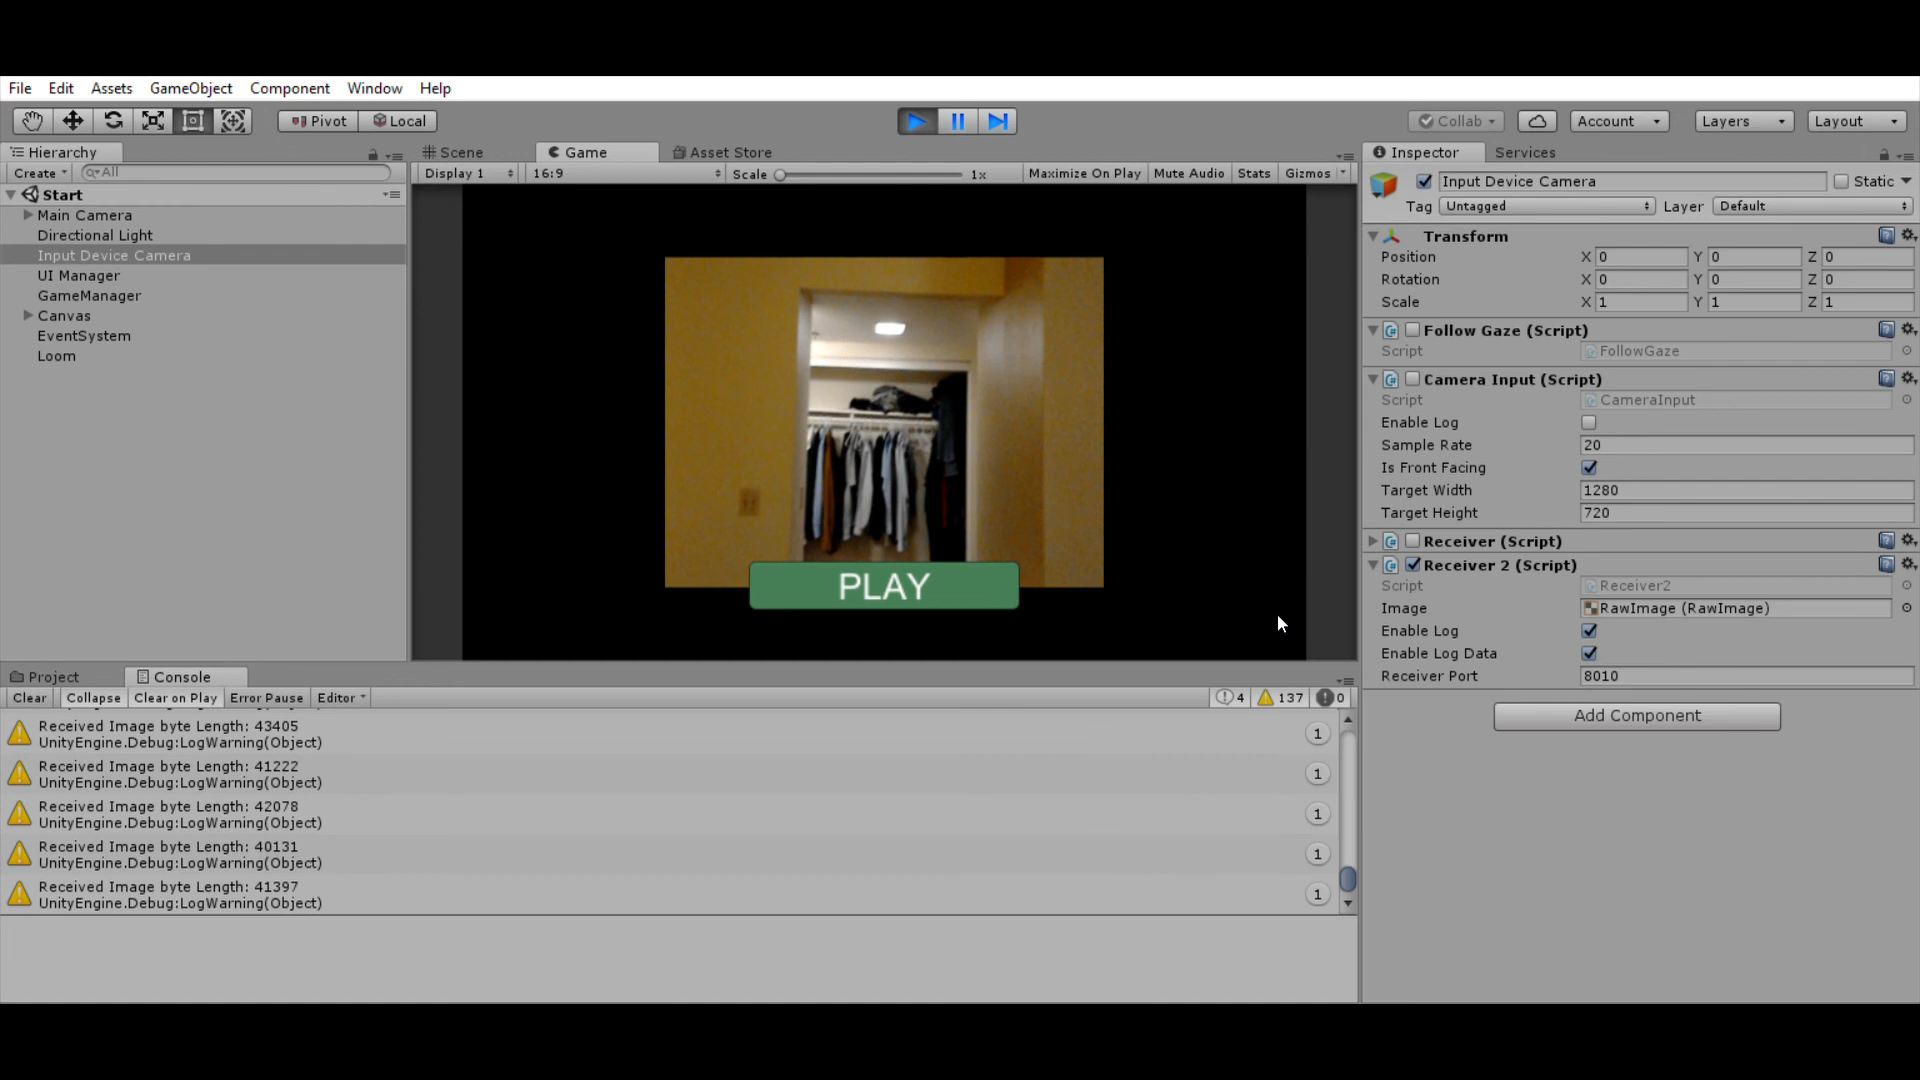 File Edit Assets GameObject Component Window Help
Pivot Local Collab Account Layers Layout
Hierarchy
Create All
Start
Main Camera
Directional Light
Input Device Camera
UI Manager
GameManager
Canvas
EventSystem
Loom
Scene Game Asset Store
Display 1 16:9 Scale 1x Maximize On Play Mute Audio Stats Gizmos
PLAY
Project Console
Clear Collapse Clear on Play Error Pause Editor 4 137 0
Received Image byte Length: 43405
UnityEngine.Debug:LogWarning(Object)
1
Received Image byte Length: 41222
UnityEngine.Debug:LogWarning(Object)
1
Received Image byte Length: 42078
UnityEngine.Debug:LogWarning(Object)
1
Received Image byte Length: 40131
UnityEngine.Debug:LogWarning(Object)
1
Received Image byte Length: 41397
UnityEngine.Debug:LogWarning(Object)
1
Inspector Services
Input Device Camera Static
Tag Untagged Layer Default
Transform
Position X 0 Y 0 Z 0
Rotation X 0 Y 0 Z 0
Scale X 1 Y 1 Z 1
Follow Gaze (Script)
Script FollowGaze
Camera Input (Script)
Script CameraInput
Enable Log
Sample Rate 20
Is Front Facing
Target Width 1280
Target Height 720
Receiver (Script)
Receiver 2 (Script)
Script Receiver2
Image RawImage (RawImage)
Enable Log
Enable Log Data
Receiver Port 8010
Add Component